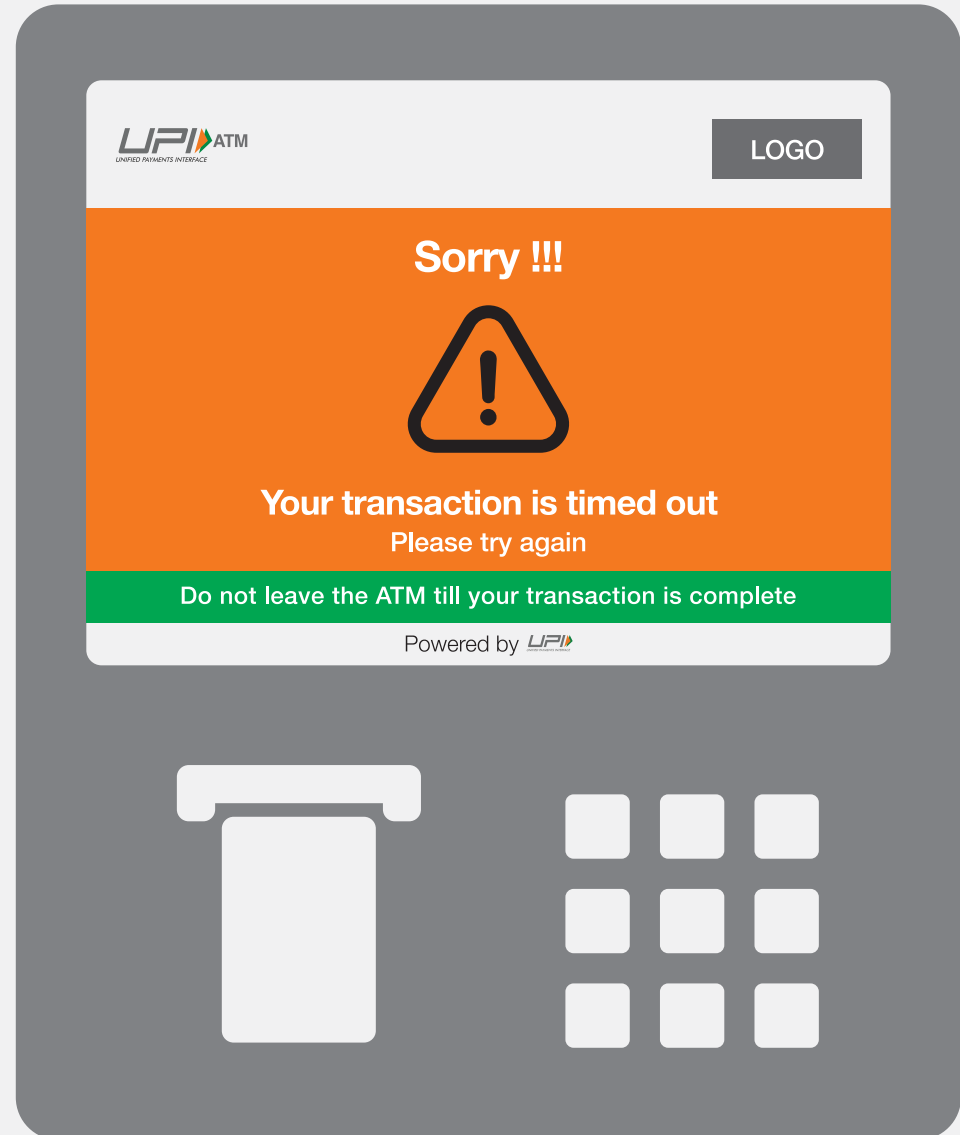 UPI ATM
UNIFIED PAYMENTS INTERFACE
LOGO
Sorry !!!
!
Your transaction is timed out
Please try again
Do not leave the ATM till your transaction is complete
Powered by UPI